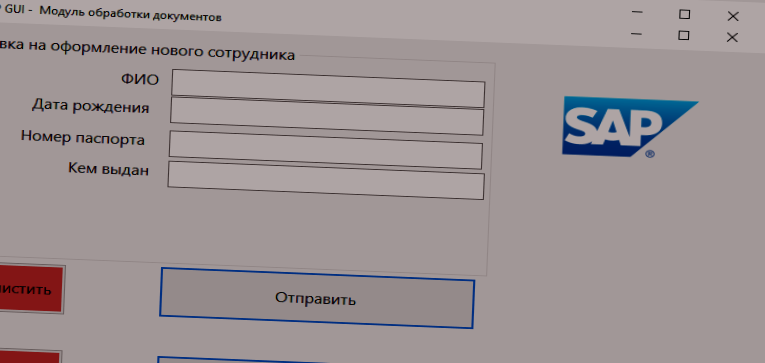 GUI - Модуль обработки документов
вка на оформление нового сотрудника
ФИО
Дата рождения
Номер паспорта
Кем выдан
SAP
®
истить
Отправить